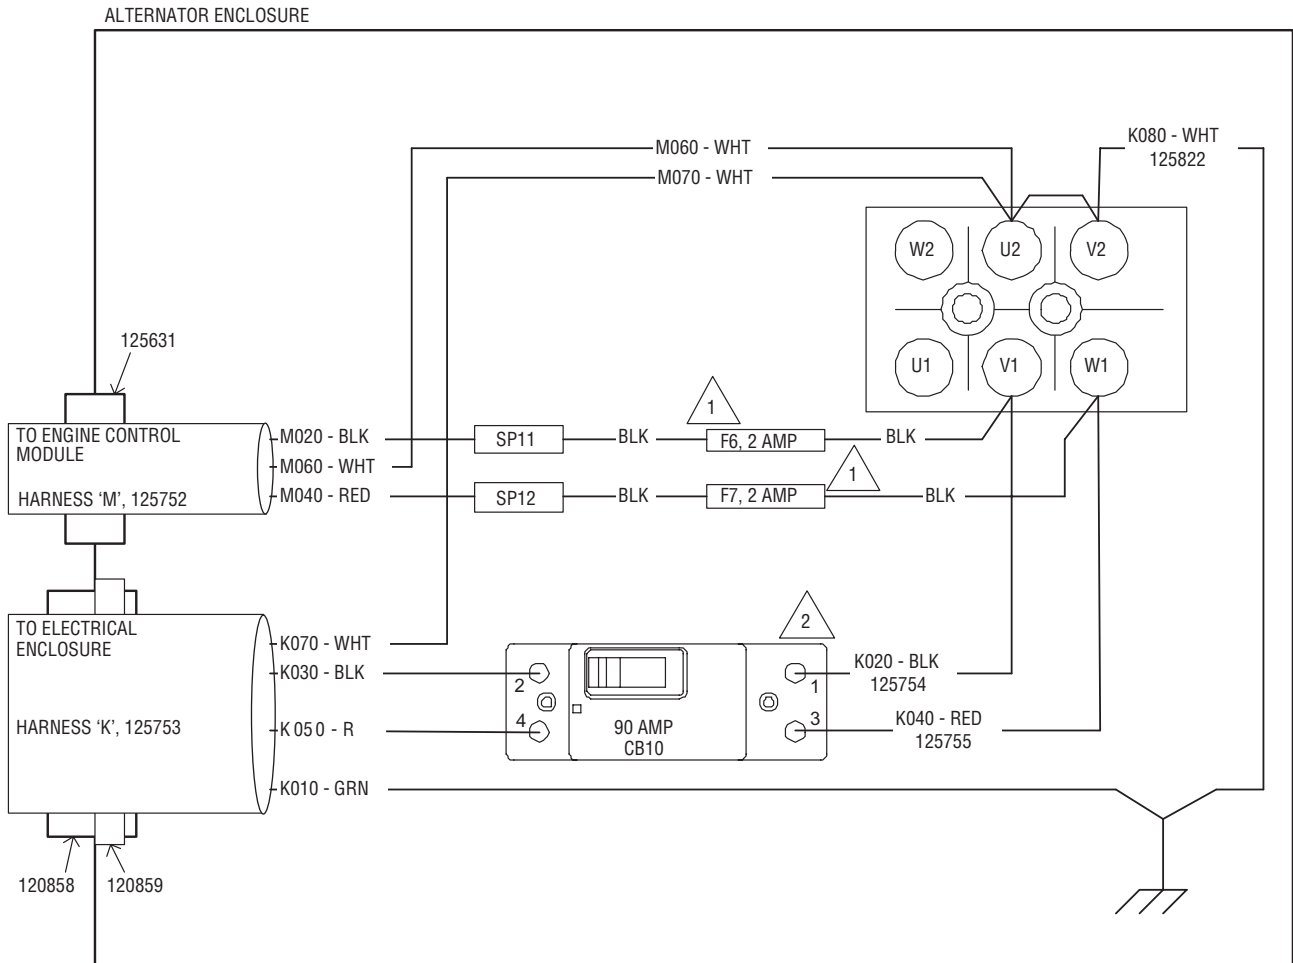 ALTERNATOR ENCLOSURE
M060 - WHT
M070 - WHT
K080 - WHT
125822
W2
U2
V2
U1
V1
W1
125631
TO ENGINE CONTROL
MODULE
HARNESS ‘M’, 125752
M020 - BLK
M060 - WHT
M040 - RED
SP11
BLK
1
F6, 2 AMP
BLK
SP12
BLK
F7, 2 AMP
1
BLK
TO ELECTRICAL
ENCLOSURE
HARNESS ‘K’, 125753
K070 - WHT
K030 - BLK
K050 - R
K010 - GRN
2
4
90 AMP
CB10
1
3
2
K020 - BLK
125754
K040 - RED
125755
120858
120859